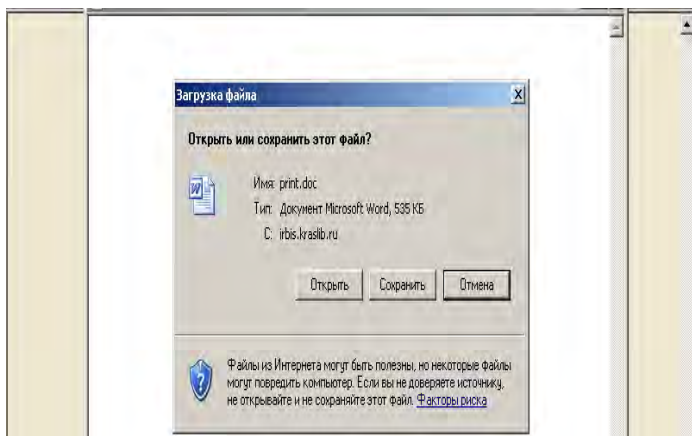 Загрузка файла
Открыть или сохранить этот файл?
Имя: print.doc
Тип: Документ Microsoft Word, 535 КБ
С: irbis.kraslib.ru
Открыть Сохранить Отмена
Файлы из Интернета могут быть полезны, но некоторые файлы
могут повредить компьютер. Если вы не доверяете источнику,
не открывайте и не сохраняйте этот файл. Факторы риска